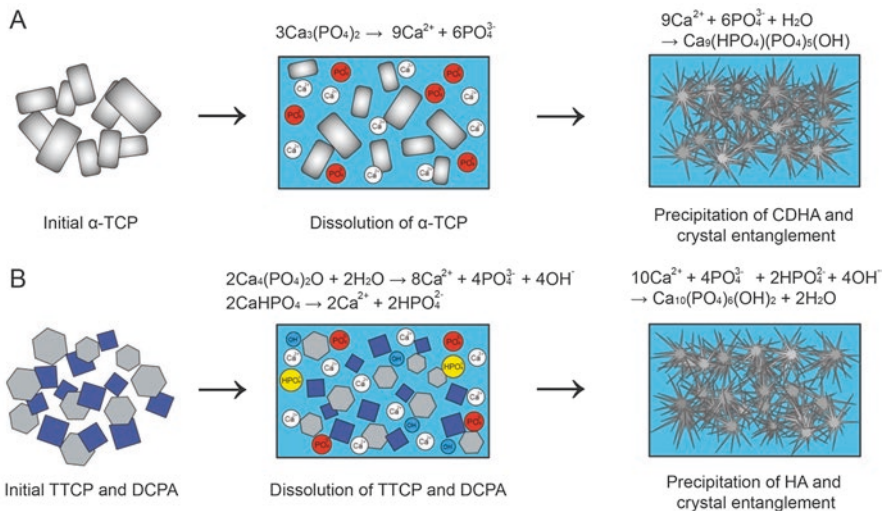 A
3Ca₃(PO₄)₂ → 9Ca²⁺ + 6PO₄³⁻
9Ca²⁺ + 6PO₄³⁻ + H₂O
→ Ca₉(HPO₄)(PO₄)₅(OH)
Initial α-TCP
Dissolution of α-TCP
Precipitation of CDHA and
crystal entanglement
B
2Ca₄(PO₄)₂O + 2H₂O → 8Ca²⁺ + 4PO₄³⁻ + 4OH⁻
2CaHPO₄ → 2Ca²⁺ + 2HPO₄²⁻
10Ca²⁺ + 4PO₄³⁻ + 2HPO₄²⁻ + 4OH⁻
→ Ca₁₀(PO₄)₆(OH)₂ + 2H₂O
Initial TTCP and DCPA
Dissolution of TTCP and DCPA
Precipitation of HA and
crystal entanglement